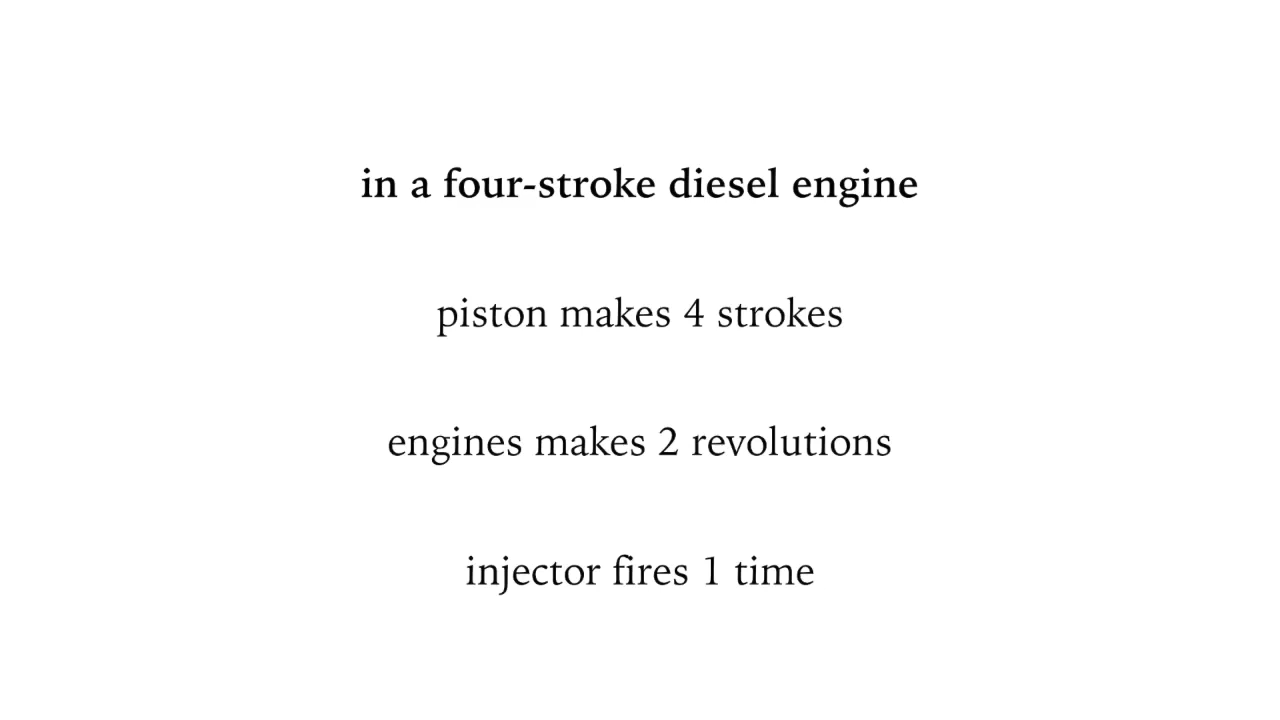 in a four-stroke diesel engine
piston makes 4 strokes
engines makes 2 revolutions
injector fires 1 time